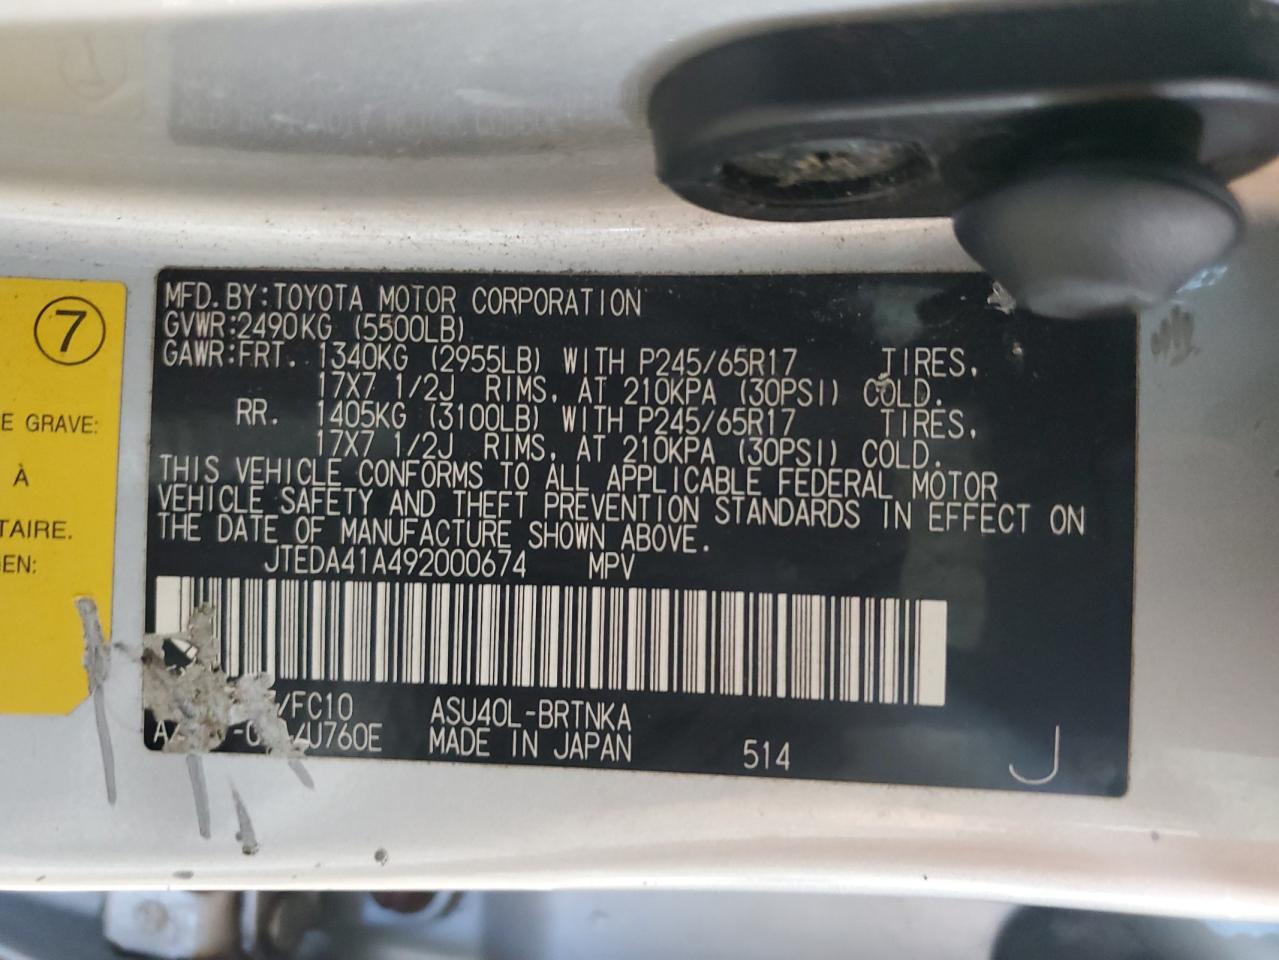 7
MFD.BY:TOYOTA MOTOR CORPORATION
GVWR:2490KG (5500LB)
GAWR:FRT. 1340KG (2955LB) WITH P245/65R17 TIRES,
17X7 1/2J RIMS, AT 210KPA (30PSI) COLD.
RR. 1405KG (3100LB) WITH P245/65R17 TIRES,
17X7 1/2J RIMS, AT 210KPA (30PSI) COLD.
THIS VEHICLE CONFORMS TO ALL APPLICABLE FEDERAL MOTOR
VEHICLE SAFETY AND THEFT PREVENTION STANDARDS IN EFFECT ON
THE DATE OF MANUFACTURE SHOWN ABOVE.
JTEDA41A492000674 MPV
/FC10 ASU40L-BRTNKA
/U760E MADE IN JAPAN 514 J
E GRAVE:
À
TAIRE.
EN: